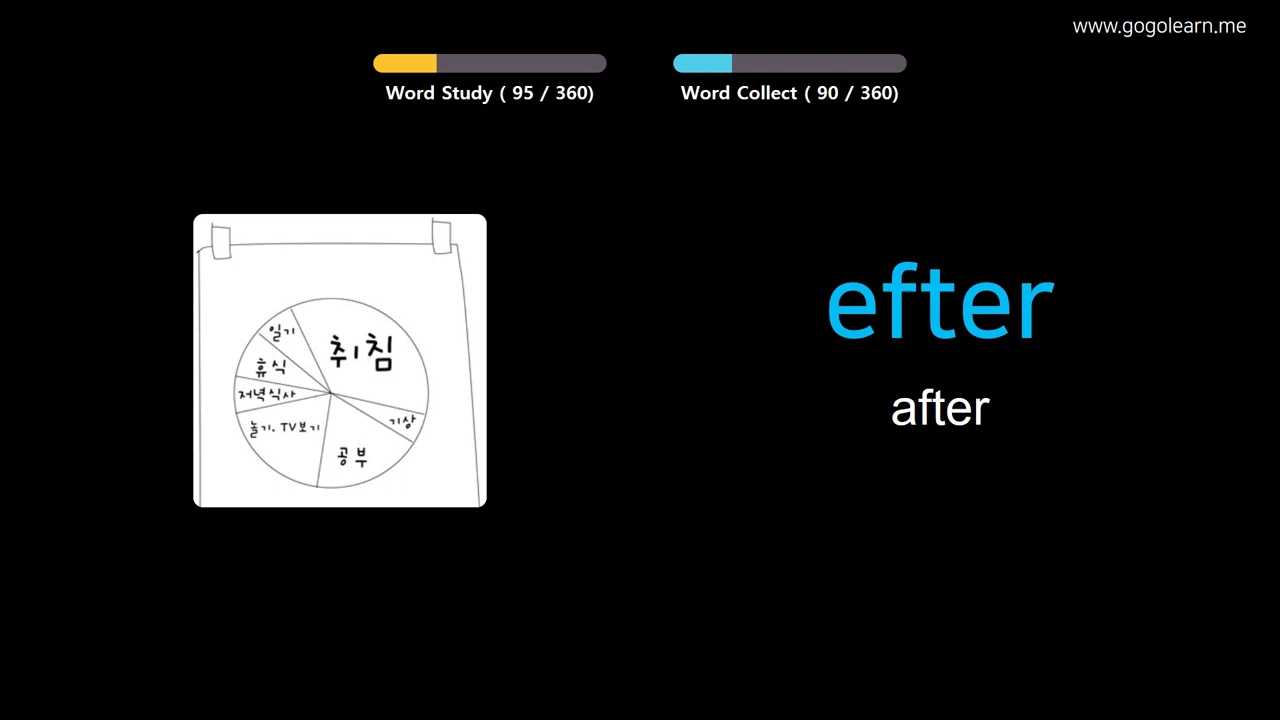 www.gogolearn.me
Word Study ( 95 / 360)
Word Collect ( 90 / 360)
일기
취침
휴식
저녁식사
기상
놀기. TV보기
공부
efter
after